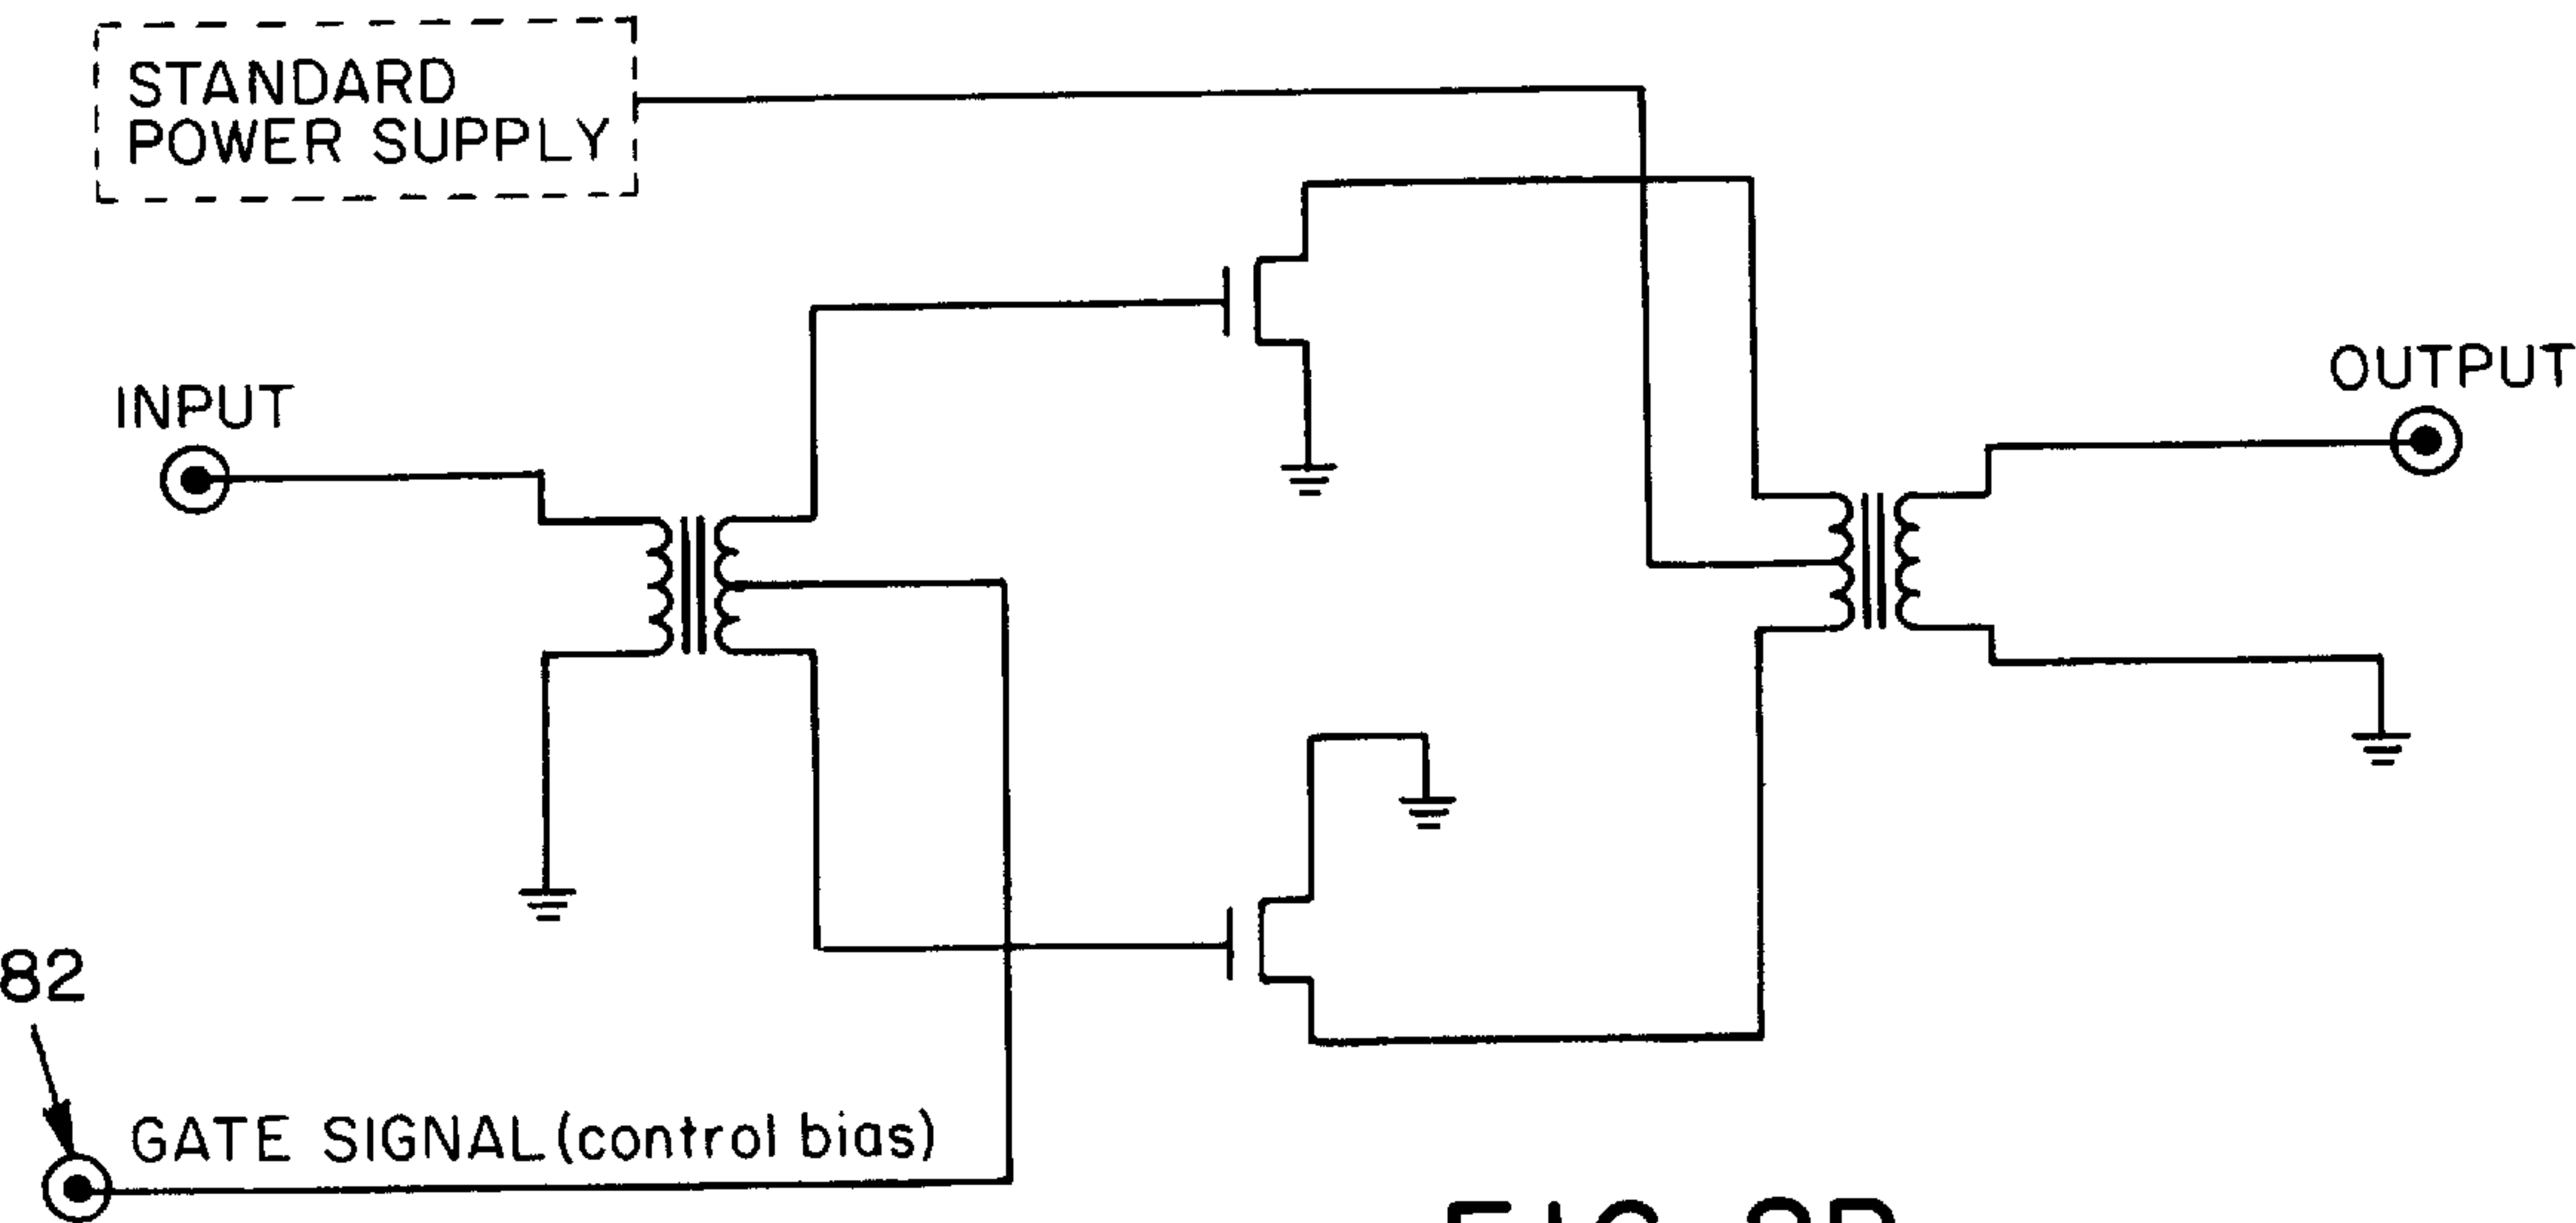 STANDARD
POWER SUPPLY
INPUT
OUTPUT
82
GATE SIGNAL (control bias)